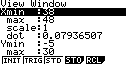 View Window
Xmin :38
max :48
scale:1
dot :0.07936507
Ymin :-5
max :30
INIT TRIG STD STO RCL